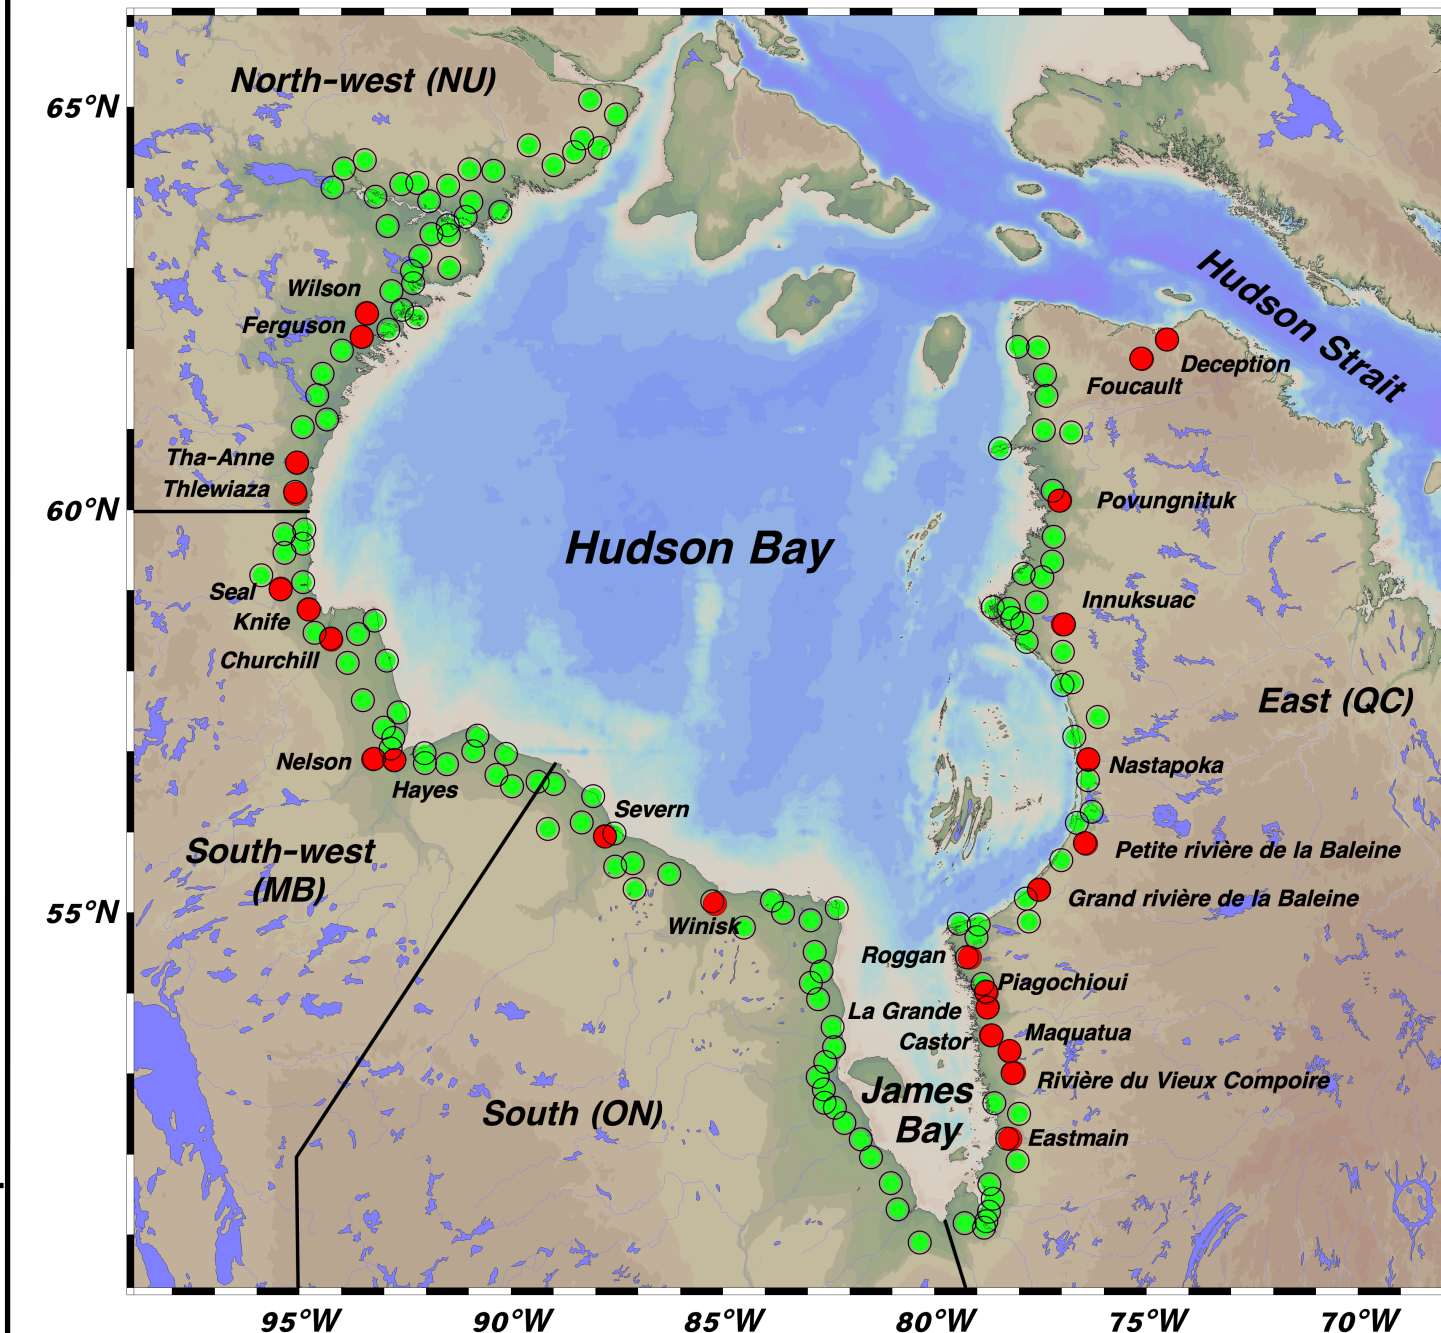 North-west (NU)
65°N
Hudson Strait
Wilson
Ferguson
Deception
Foucault
Tha-Anne
Thlewiaza
Povungnituk
60°N
Hudson Bay
Seal
Innuksuac
Knife
Churchill
East (QC)
Nelson
Nastapoka
Hayes
Severn
South-west
(MB)
Petite rivière de la Baleine
Grand rivière de la Baleine
55°N
Winisk
Roggan
Piagochioui
La Grande
Maquatua
Castor
Rivière du Vieux Compoire
James
Bay
South (ON)
Eastmain
95°W 90°W 85°W 80°W 75°W 70°W